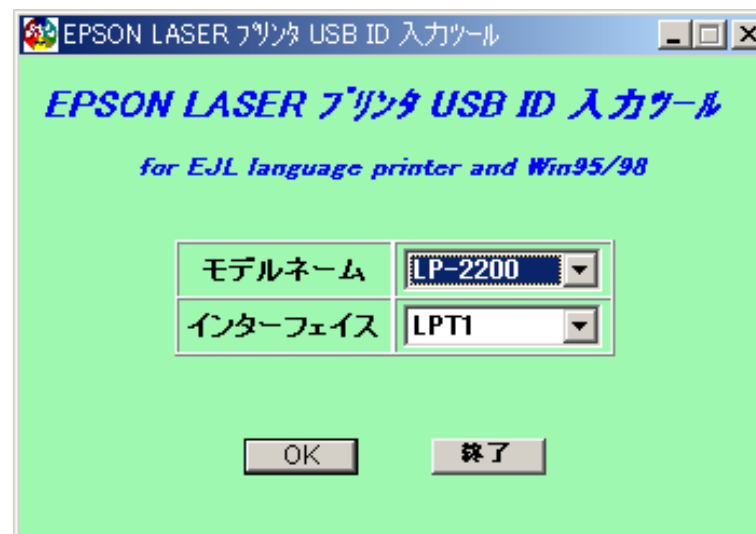 EPSON LASER プリンタ USB ID 入力ツール
EPSON LASER プリンタ USB ID 入力ツール
for EJL language printer and Win95/98
モデルネーム LP-2200
インターフェイス LPT1
OK 終了